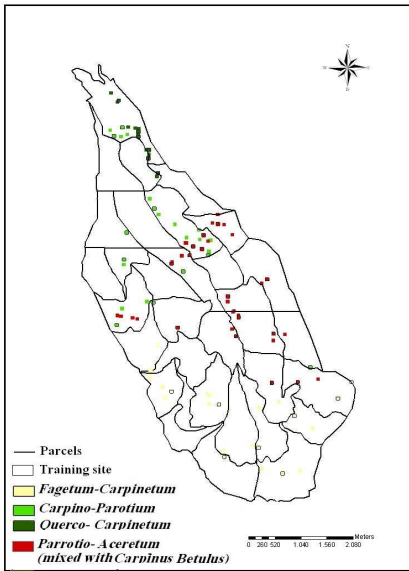 N
Parcels
Training site
Fagetum-Carpinetum
Carpino-Parotium
Querco- Carpinetum
Parrotio- Aceretum
(mixed with Carpinus Betulus)
Meters
0 260 520 1.040 1.560 2.080